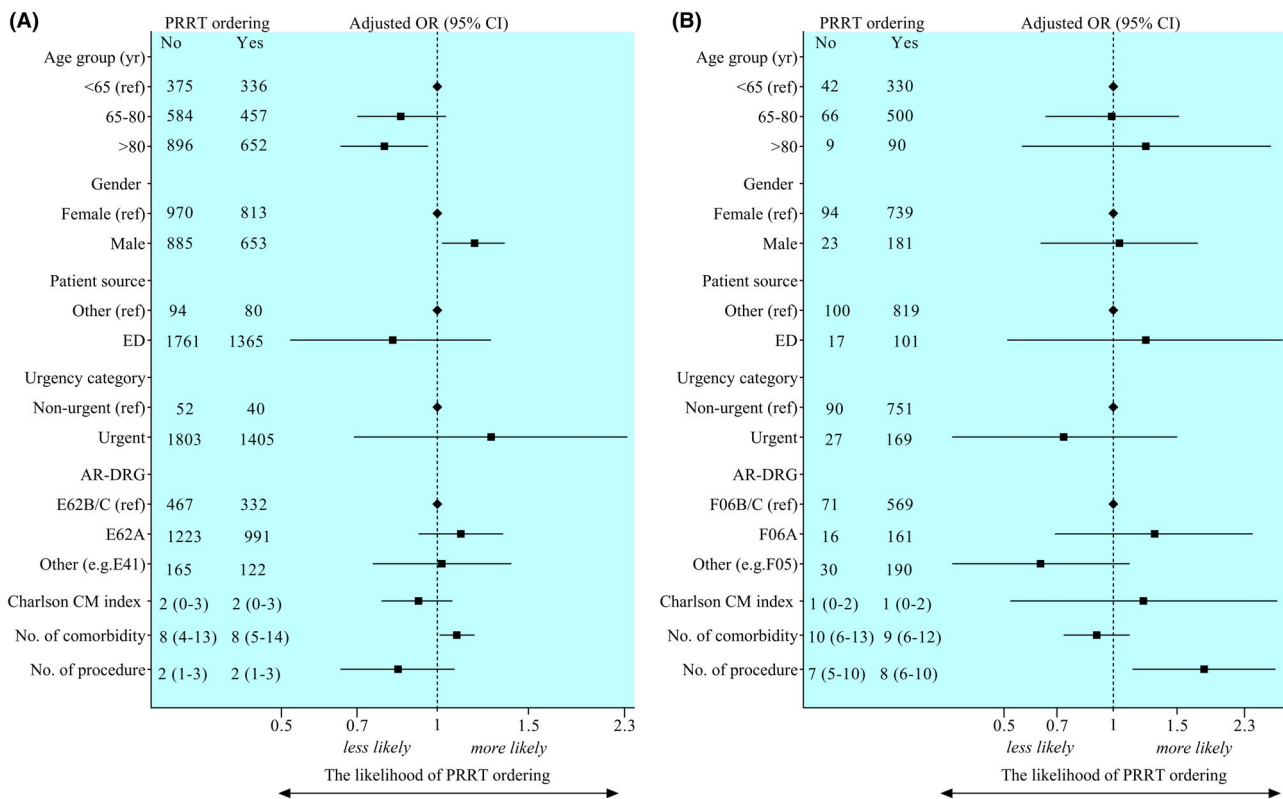 (A)
PRRT ordering Adjusted OR (95% CI)
No Yes
Age group (yr)
<65 (ref) 375 336
65-80 584 457
>80 896 652
Gender
Female (ref) 970 813
Male 885 653
Patient source
Other (ref) 94 80
ED 1761 1365
Urgency category
Non-urgent (ref) 52 40
Urgent 1803 1405
AR-DRG
E62B/C (ref) 467 332
E62A 1223 991
Other (e.g.E41) 165 122
Charlson CM index 2 (0-3) 2 (0-3)
No. of comorbidity 8 (4-13) 8 (5-14)
No. of procedure 2 (1-3) 2 (1-3)
0.5 0.7 1 1.5 2.3
less likely more likely
The likelihood of PRRT ordering
(B)
PRRT ordering Adjusted OR (95% CI)
No Yes
Age group (yr)
<65 (ref) 42 330
65-80 66 500
>80 9 90
Gender
Female (ref) 94 739
Male 23 181
Patient source
Other (ref) 100 819
ED 17 101
Urgency category
Non-urgent (ref) 90 751
Urgent 27 169
AR-DRG
F06B/C (ref) 71 569
F06A 16 161
Other (e.g.F05) 30 190
Charlson CM index 1 (0-2) 1 (0-2)
No. of comorbidity 10 (6-13) 9 (6-12)
No. of procedure 7 (5-10) 8 (6-10)
0.5 0.7 1 1.5 2.3
less likely more likely
The likelihood of PRRT ordering